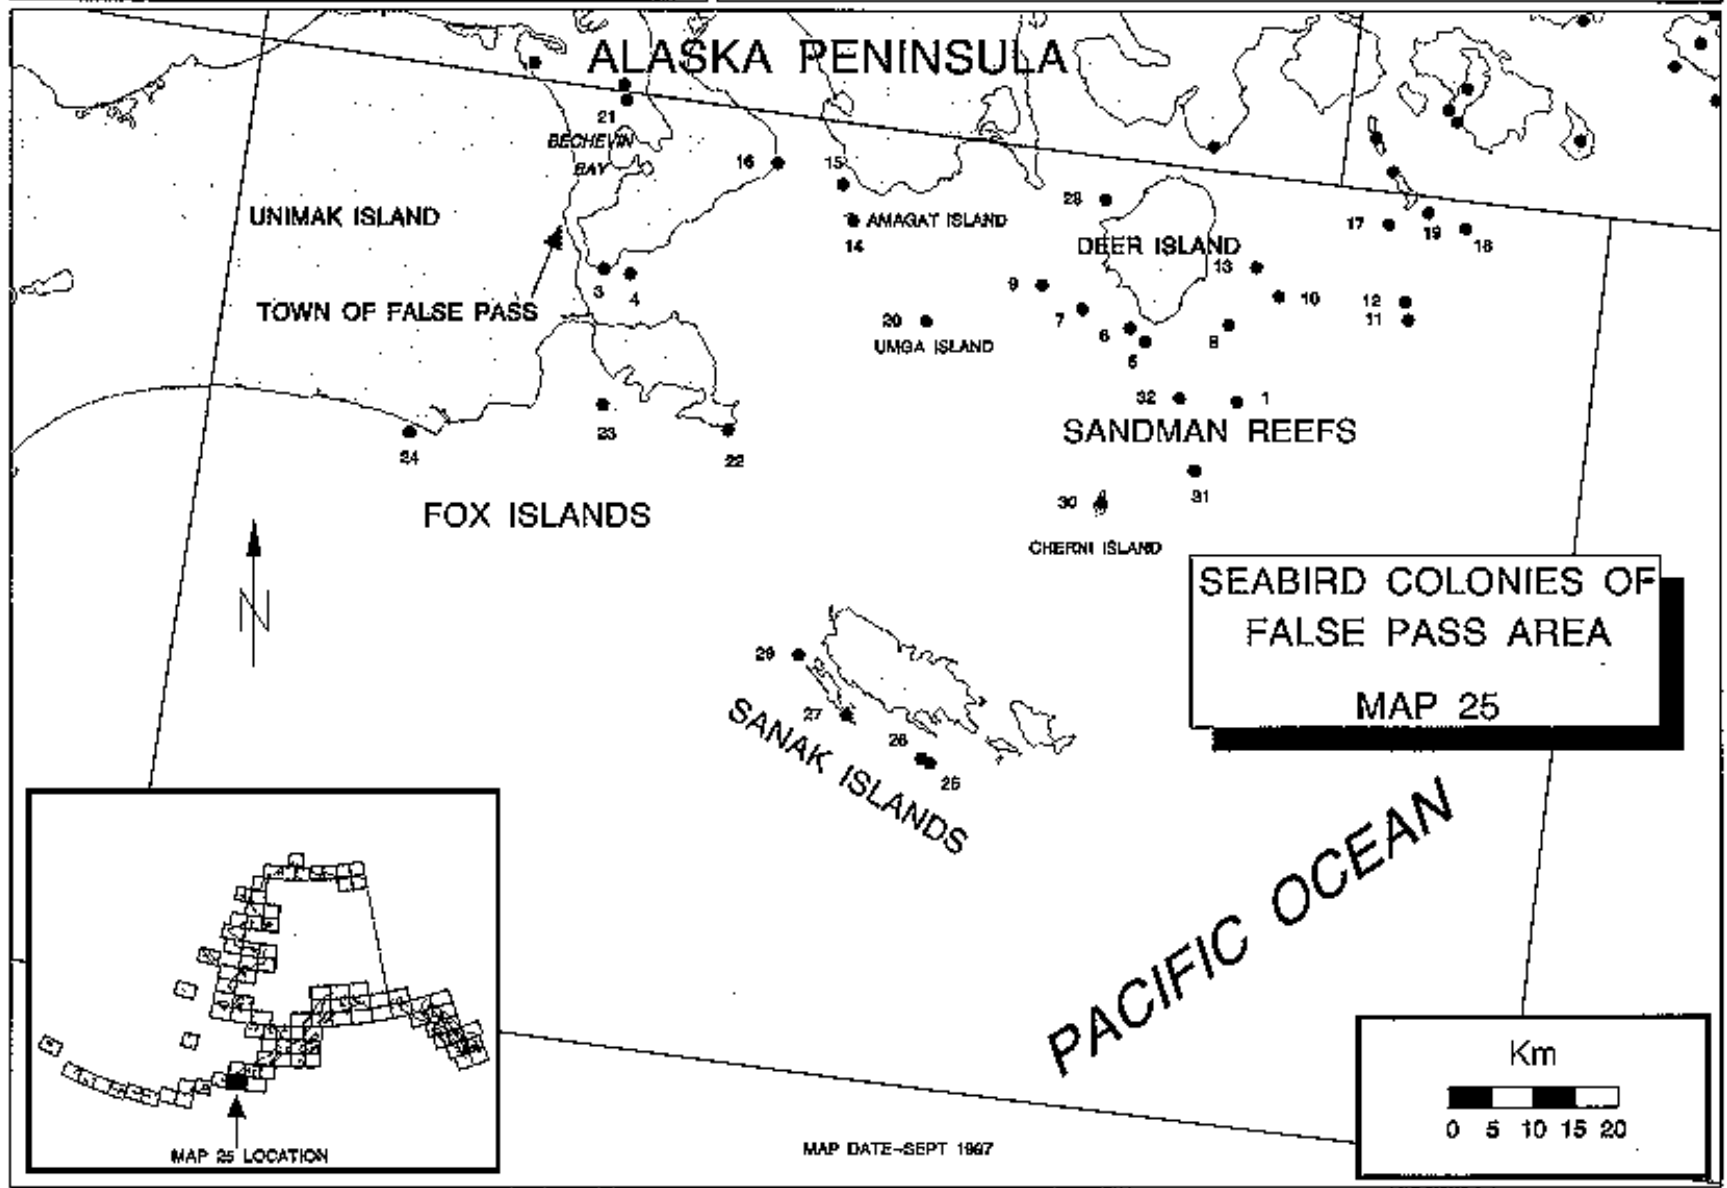 ALASKA PENINSULA
21
BECHEVIN
BAY
16
15
UNIMAK ISLAND
AMAGAT ISLAND
14
28
DEER ISLAND
17
19
18
13
3
4
9
10
12
TOWN OF FALSE PASS
7
20
11
UMGA ISLAND
6
8
5
32
1
24
23
22
SANDMAN REEFS
31
FOX ISLANDS
30
CHERNI ISLAND
SEABIRD COLONIES OF
FALSE PASS AREA
MAP 25
N
29
27
26
25
SANAK ISLANDS
PACIFIC OCEAN
MAP 25 LOCATION
MAP DATE-SEPT 1997
Km
0 5 10 15 20